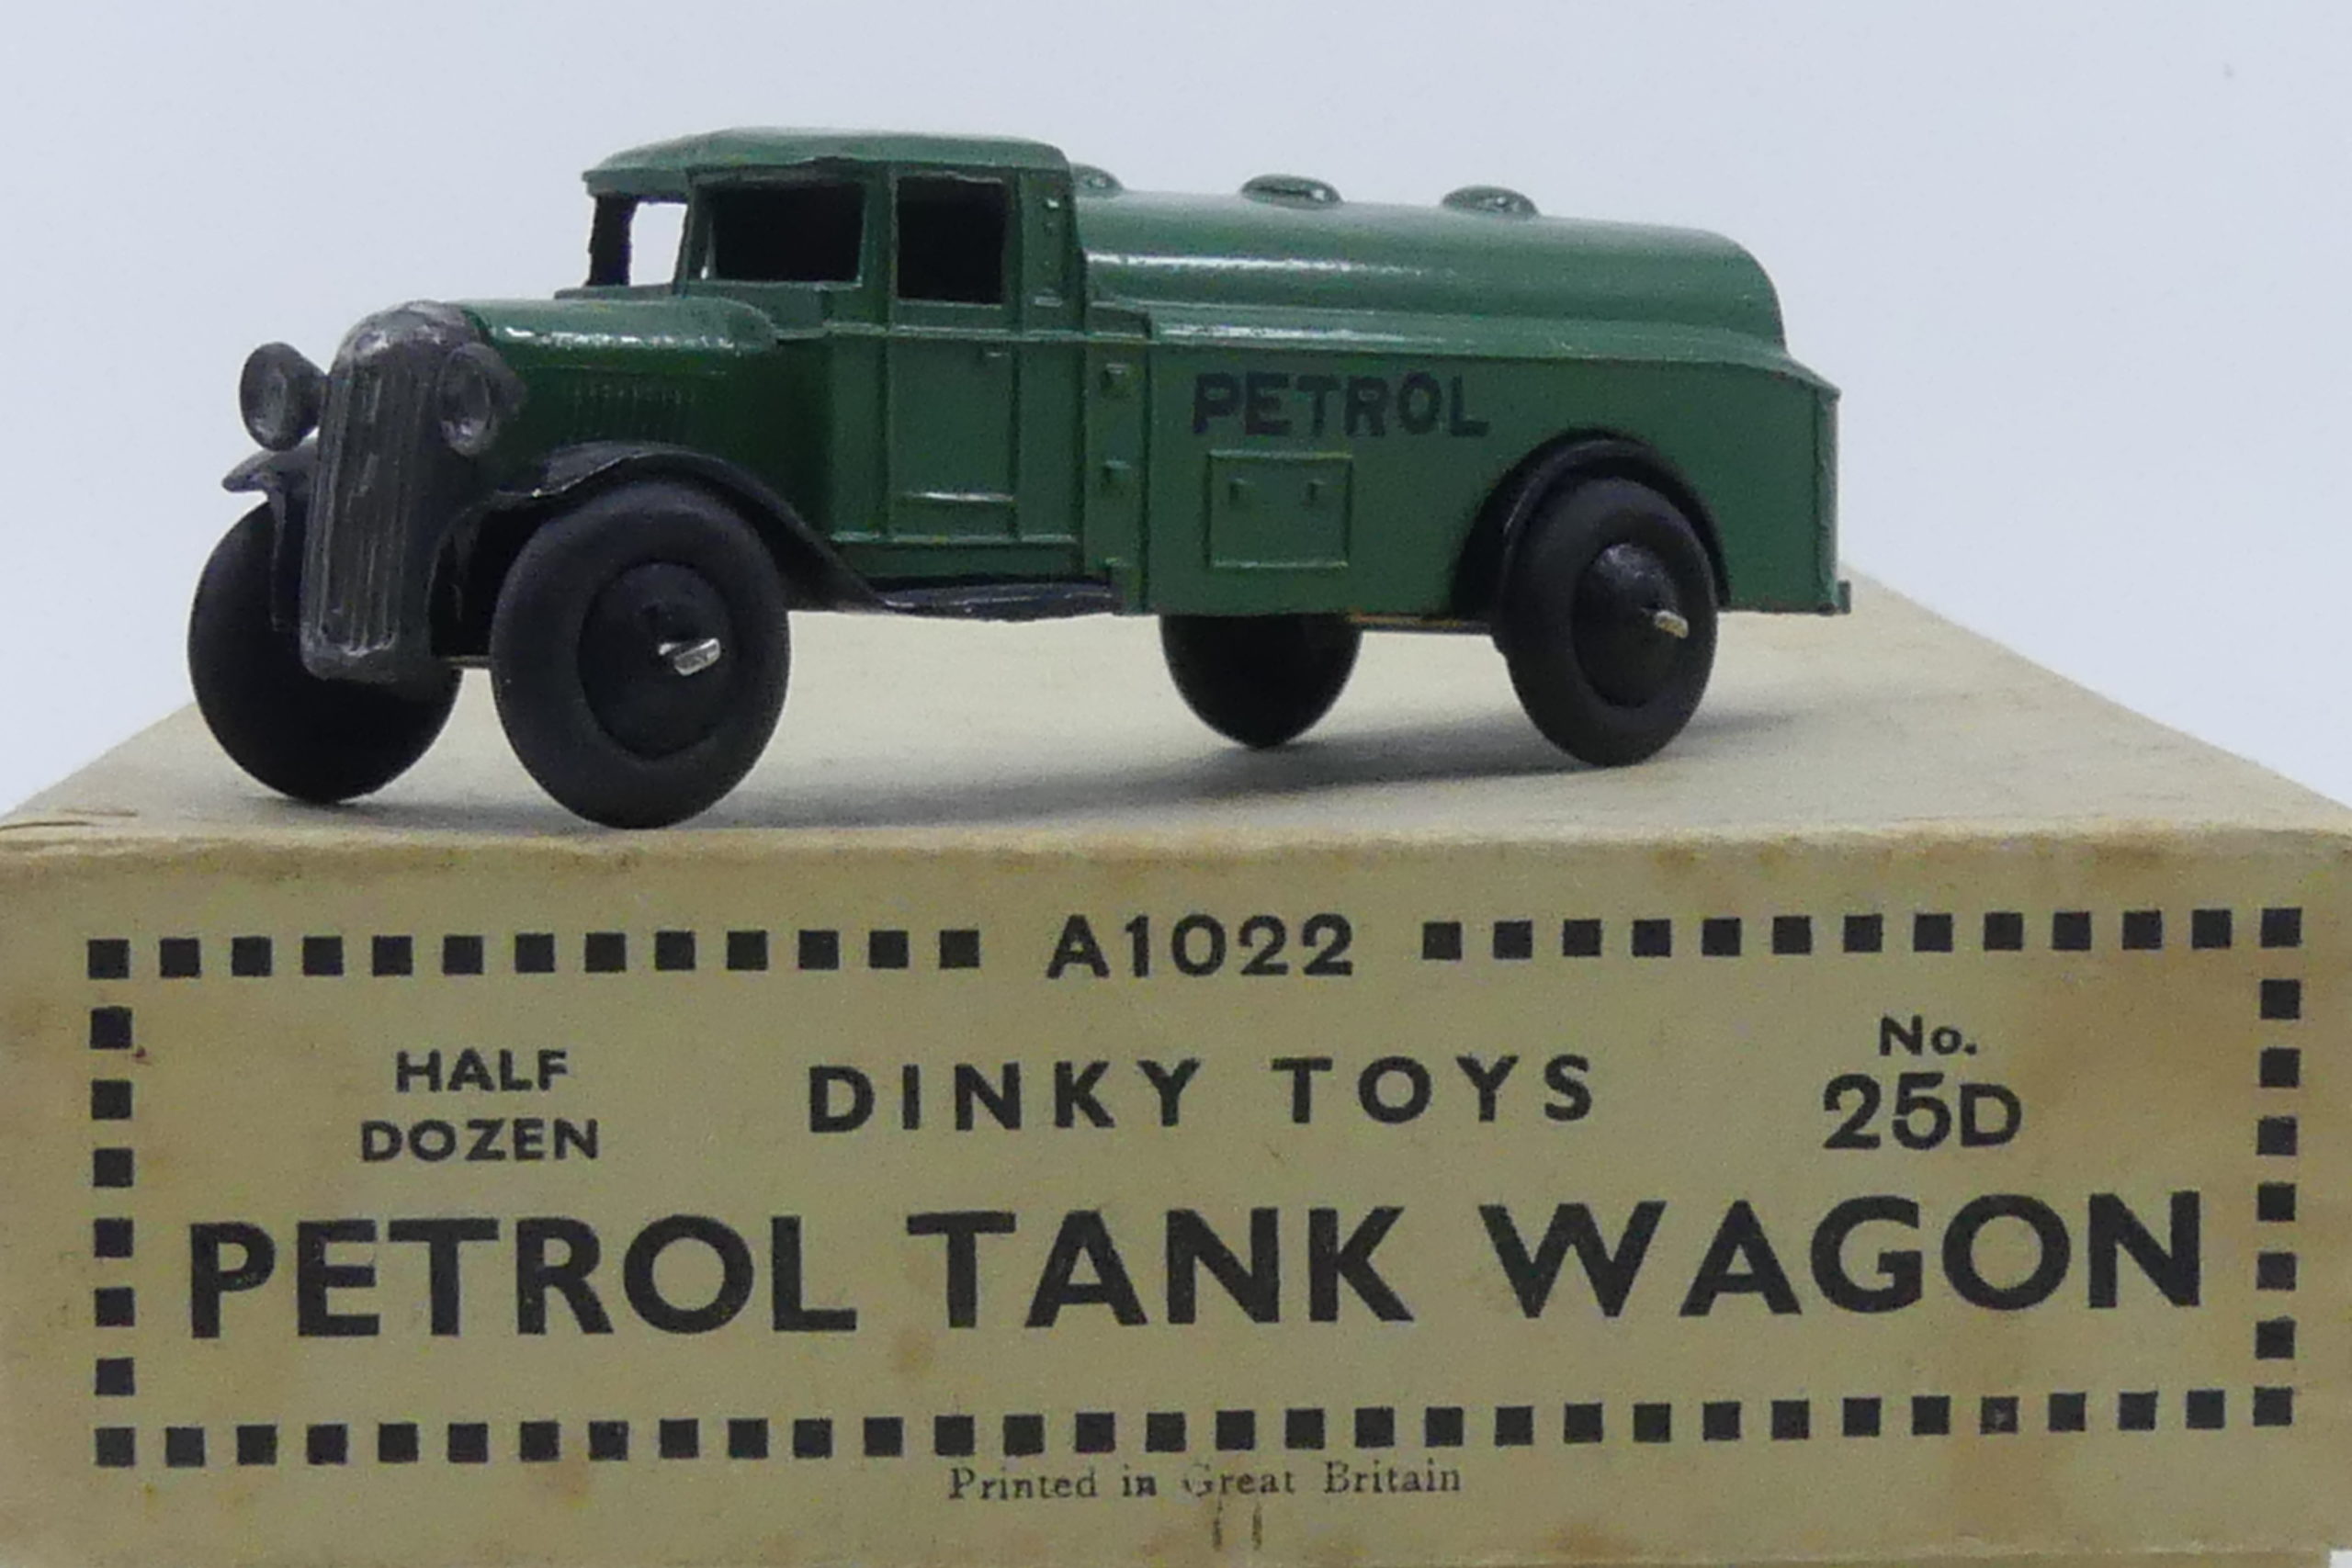 PETROL
A1022
HALF
DOZEN
DINKY TOYS
No.
25D
PETROL TANK WAGON
Printed in Great Britain